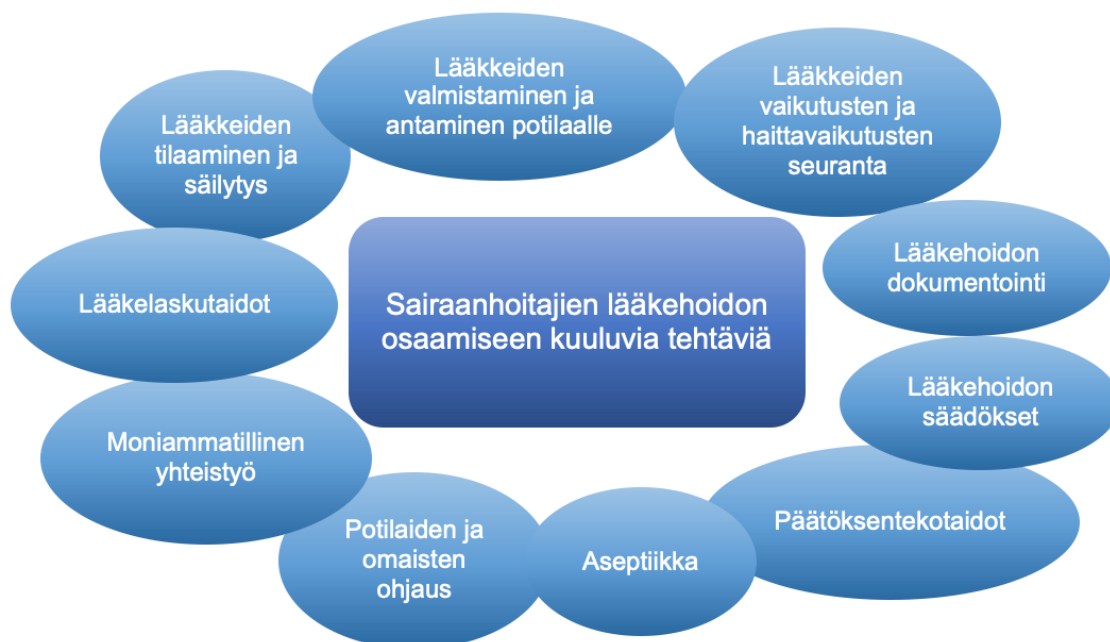 Lääkkeiden
valmistaminen ja
antaminen potilaalle
Lääkkeiden
vaikutusten ja
haittavaikutusten
seuranta
Lääkkeiden
tilaaminen ja
säilytys
Lääkehoidon
dokumentointi
Lääkelaskutaidot
Sairaanhoitajien lääkehoidon
osaamiseen kuuluvia tehtäviä
Lääkehoidon
säädökset
Moniammatillinen
yhteistyö
Päätöksentekotaidot
Potilaiden ja
omaisten
ohjaus
Aseptiikka